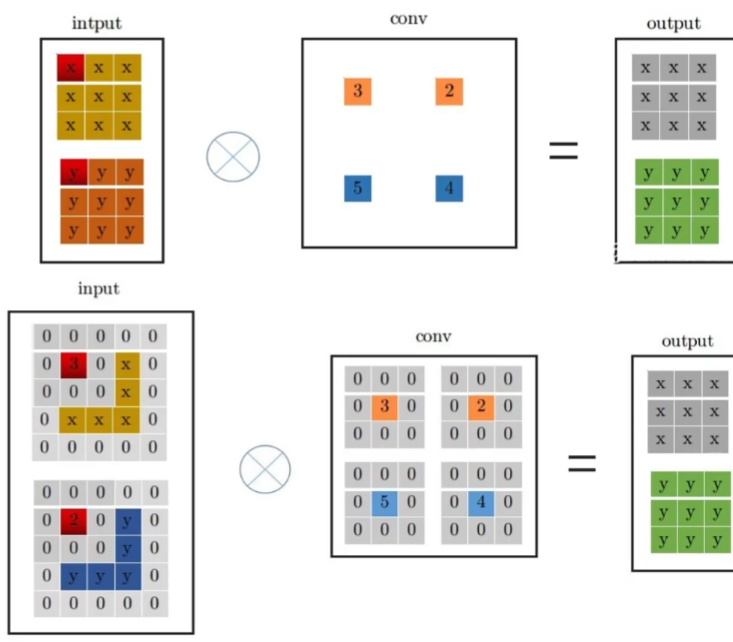 intput
conv
output
x x x
x x x
x x x
y y y
y y y
y y y
3 2
5 4
=
x x x
x x x
x x x
y y y
y y y
y y y
input
conv
output
0 0 0 0 0
0 3 0 x 0
0 0 0 x 0
0 x x x 0
0 0 0 0 0
0 0 0 0 0
0 2 0 y 0
0 0 0 y 0
0 y y y 0
0 0 0 0 0
0 0 0 0 0 0
0 3 0 0 2 0
0 0 0 0 0 0
0 0 0 0 0 0
0 5 0 0 4 0
0 0 0 0 0 0
=
x x x
x x x
x x x
y y y
y y y
y y y